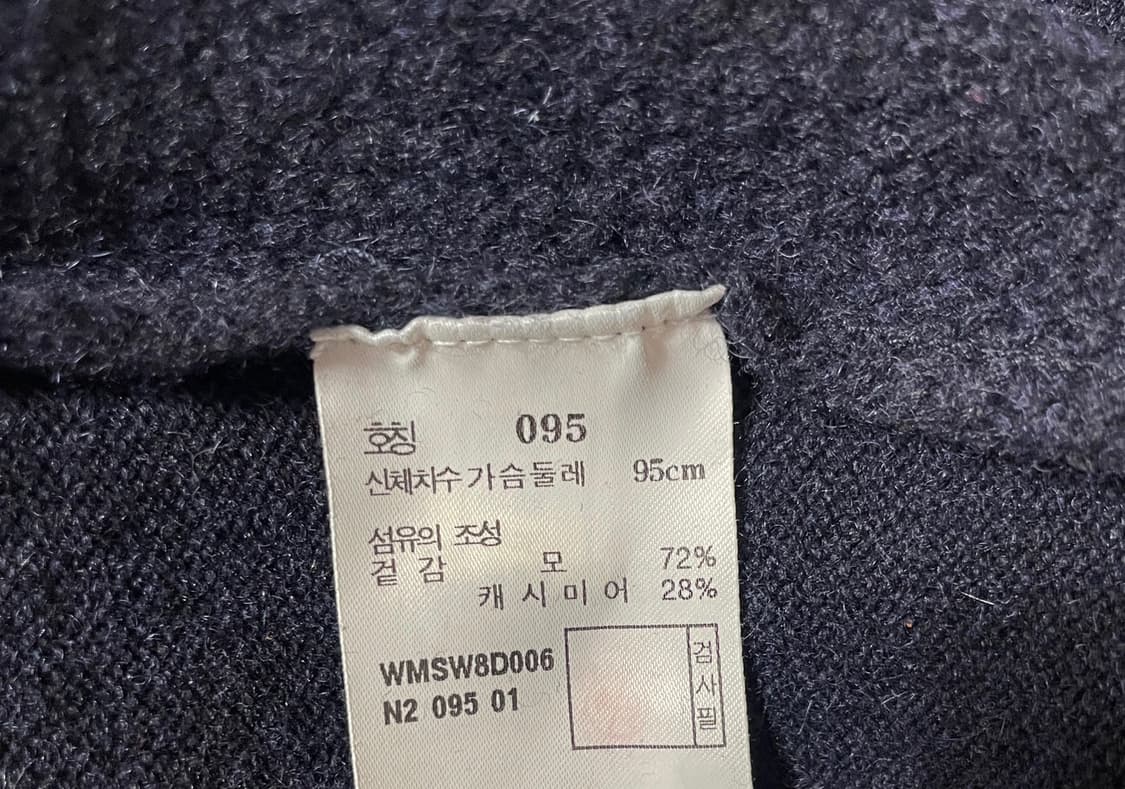 호칭 095
신체치수 가슴둘레 95cm
섬유의 조성
겉 감 모 72%
캐 시 미 어 28%
WMSW8D006
N2 095 01
검사필